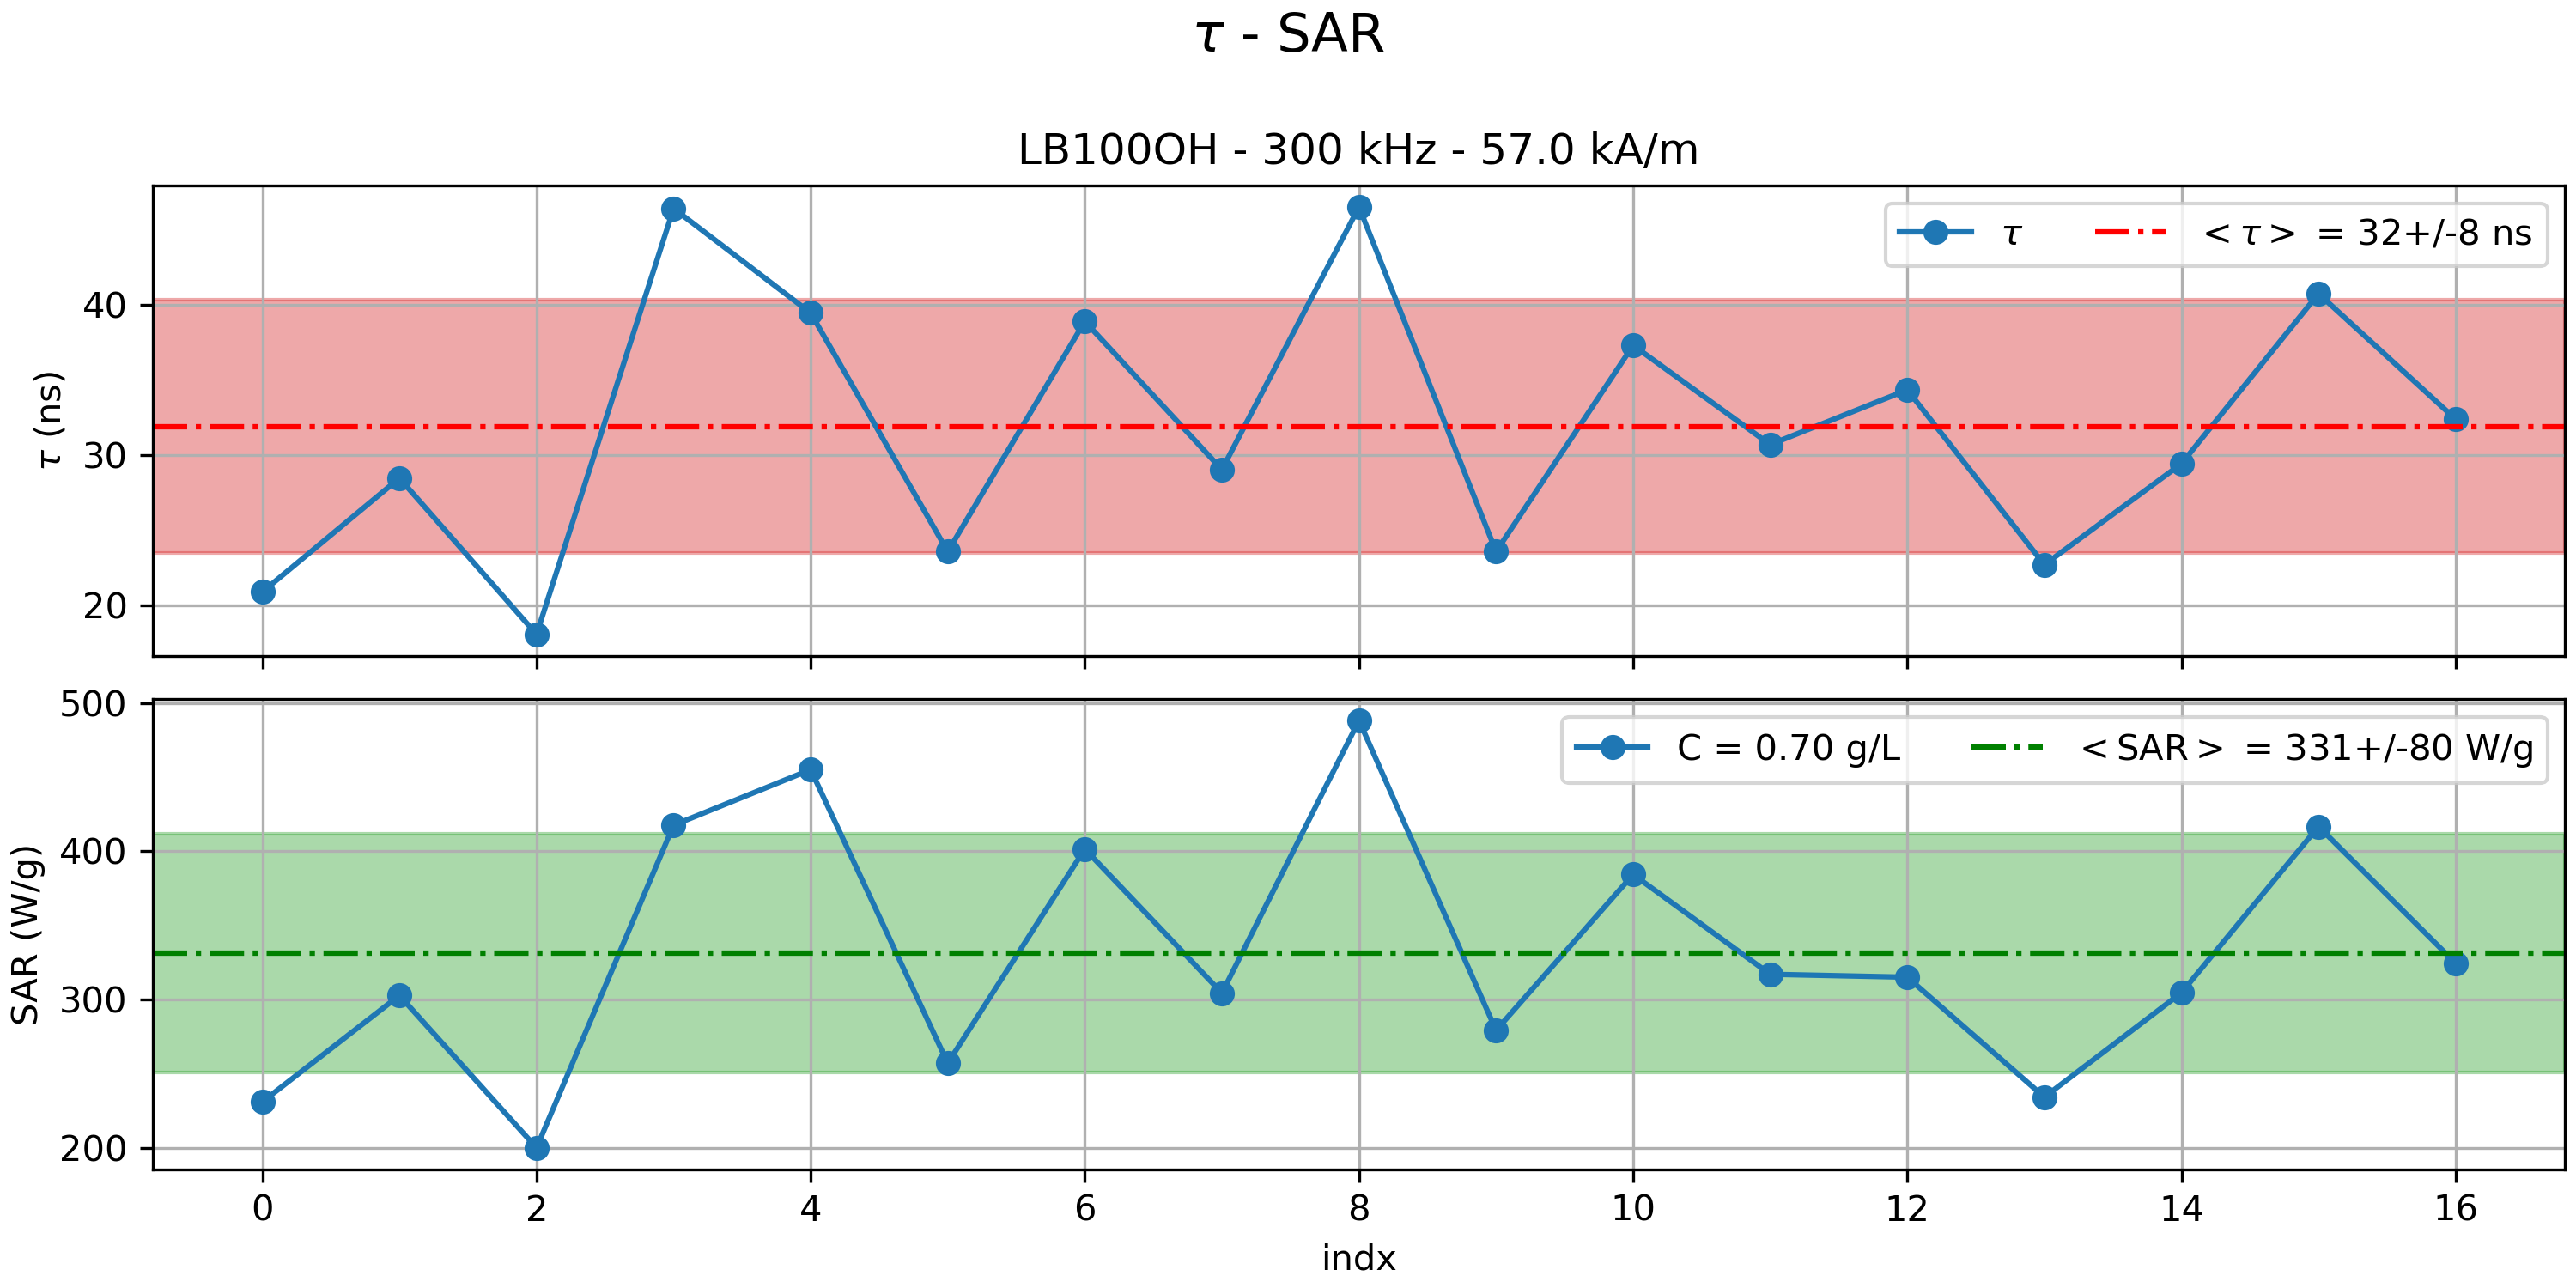 τ - SAR
LB100OH - 300 kHz - 57.0 kA/m
τ <τ> = 32+/-8 ns
40
30
20
τ (ns)
C = 0.70 g/L <SAR> = 331+/-80 W/g
500
400
300
200
SAR (W/g)
0 2 4 6 8 10 12 14 16
indx